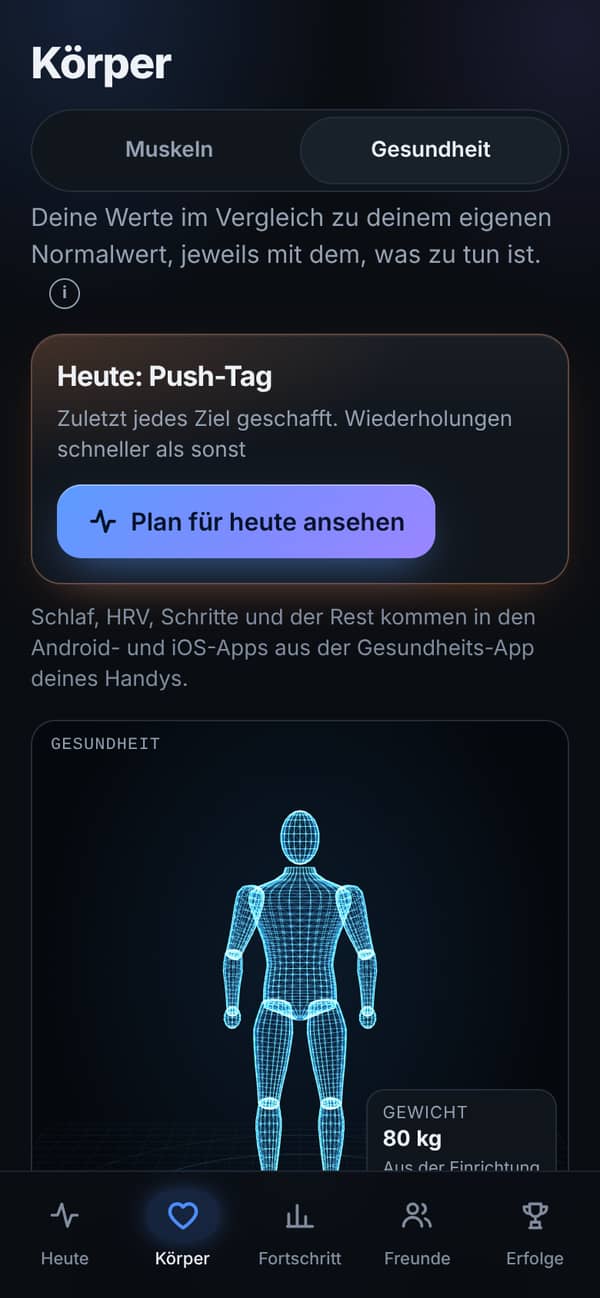 Körper
Muskeln
Gesundheit
Deine Werte im Vergleich zu deinem eigenen
Normalwert, jeweils mit dem, was zu tun ist.
i
Heute: Push-Tag
Zuletzt jedes Ziel geschafft. Wiederholungen
schneller als sonst
Plan für heute ansehen
Schlaf, HRV, Schritte und der Rest kommen in den
Android- und iOS-Apps aus der Gesundheits-App
deines Handys.
GESUNDHEIT
GEWICHT
80 kg
Aus der Einrichtung
Heute
Körper
Fortschritt
Freunde
Erfolge